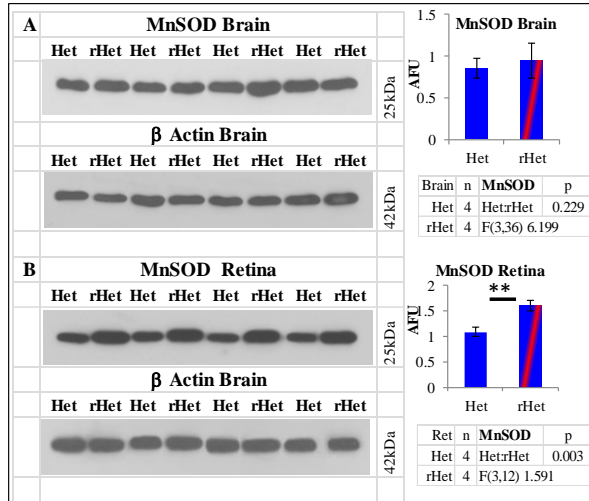 A MnSOD Brain
Het rHet Het rHet Het rHet Het rHet
25kDa
β Actin Brain
Het rHet Het rHet Het rHet Het rHet
42kDa
MnSOD Brain
AFU
1.5
1
0.5
0
Het rHet
Brain n MnSOD p
Het 4 Het:rHet 0.229
rHet 4 F(3,36) 6.199
B MnSOD Retina
Het rHet Het rHet Het rHet Het rHet
25kDa
β Actin Brain
Het rHet Het rHet Het rHet Het rHet
42kDa
MnSOD Retina
**
AFU
2
1.5
1
0.5
0
Het rHet
Ret n MnSOD p
Het 4 Het:rHet 0.003
rHet 4 F(3,12) 1.591